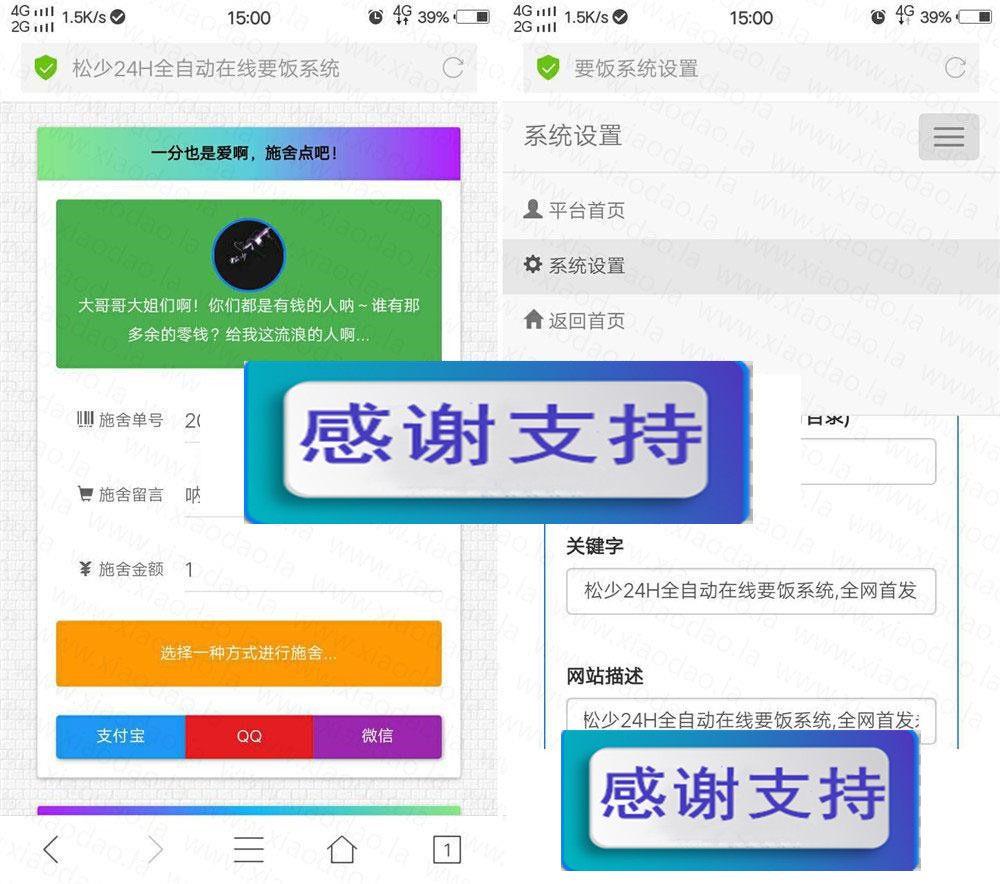 4G
2G
1.5K/s
15:00
4G
39%
松少24H全自动在线要饭系统
一分也是爱啊，施舍点吧！
大哥哥大姐们啊！你们都是有钱的人呐～谁有那
多余的零钱？给我这流浪的人啊...
施舍单号
20
施舍留言
呐
施舍金额
1
选择一种方式进行施舍...
支付宝
QQ
微信
1
4G
2G
1.5K/s
15:00
4G
39%
要饭系统设置
系统设置
平台首页
系统设置
返回首页
目录)
感谢支持
关键字
松少24H全自动在线要饭系统,全网首发
网站描述
松少24H全自动在线要饭系统,全网首发
感谢支持
www.xiaodao.la